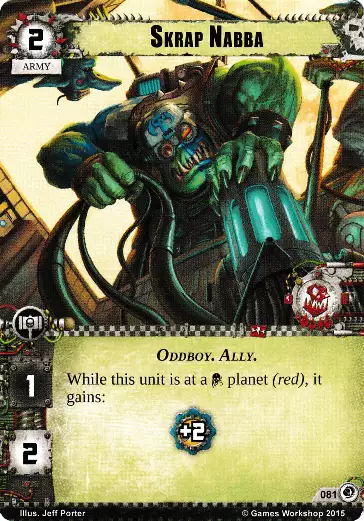 2
SKRAP NABBA
ARMY
ODDBOY. ALLY.
While this unit is at a planet (red), it
gains:
1
+2
2
081
Illus. Jeff Porter
© Games Workshop 2015